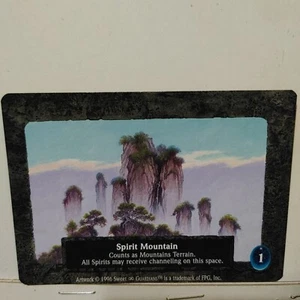 Spirit Mountain
Counts as Mountains Terrain.
All Spirits may receive channeling on this space.
1
Artwork © 1996 Sweet Guardians™ is a trademark of FPG, Inc.